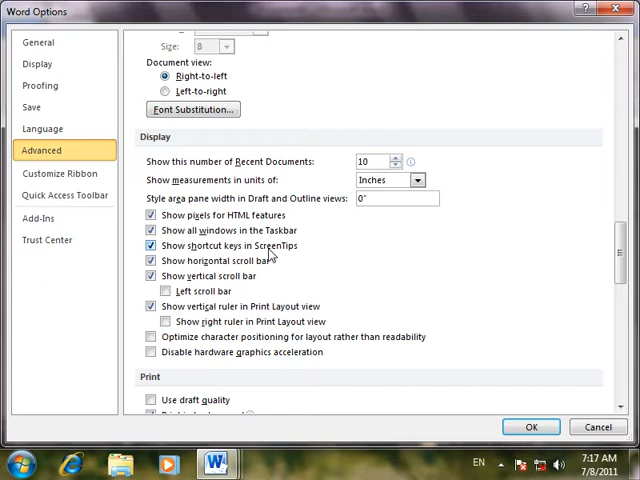 Word Options
General
Display
Proofing
Save
Language
Advanced
Customize Ribbon
Quick Access Toolbar
Add-Ins
Trust Center
Size: 8
Document view:
Right-to-left
Left-to-right
Font Substitution...
Display
Show this number of Recent Documents: 10
Show measurements in units of: Inches
Style area pane width in Draft and Outline views: 0"
Show pixels for HTML features
Show all windows in the Taskbar
Show shortcut keys in ScreenTips
Show horizontal scroll bar
Show vertical scroll bar
Left scroll bar
Show vertical ruler in Print Layout view
Show right ruler in Print Layout view
Optimize character positioning for layout rather than readability
Disable hardware graphics acceleration
Print
Use draft quality
OK Cancel
EN 7:17 AM
7/8/2011